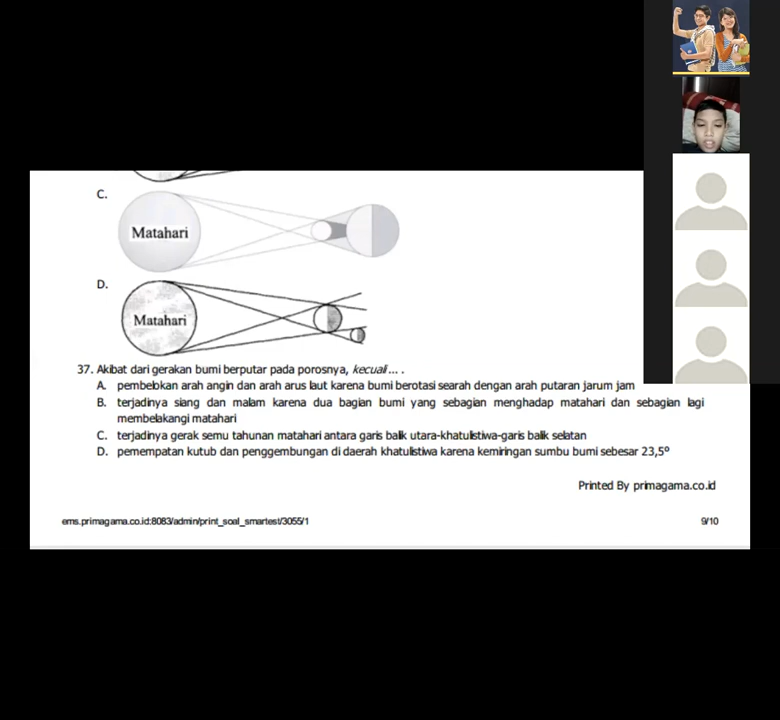 C.
Matahari
D.
Matahari
37. Akibat dari gerakan bumi berputar pada porosnya, kecuali... .
A. pembelokan arah angin dan arah arus laut karena bumi berotasi searah dengan arah putaran jarum jam
B. terjadinya siang dan malam karena dua bagian bumi yang sebagian menghadap matahari dan sebagian lagi
membelakangi matahari
C. terjadinya gerak semu tahunan matahari antara garis balik utara-khatulistiwa-garis balik selatan
D. pemempatan kutub dan penggembungan di daerah khatulistiwa karena kemiringan sumbu bumi sebesar 23,5°
Printed By primagama.co.id
ems.primagama.co.id:8083/admin/print_soal_smartest/3055/1
9/10